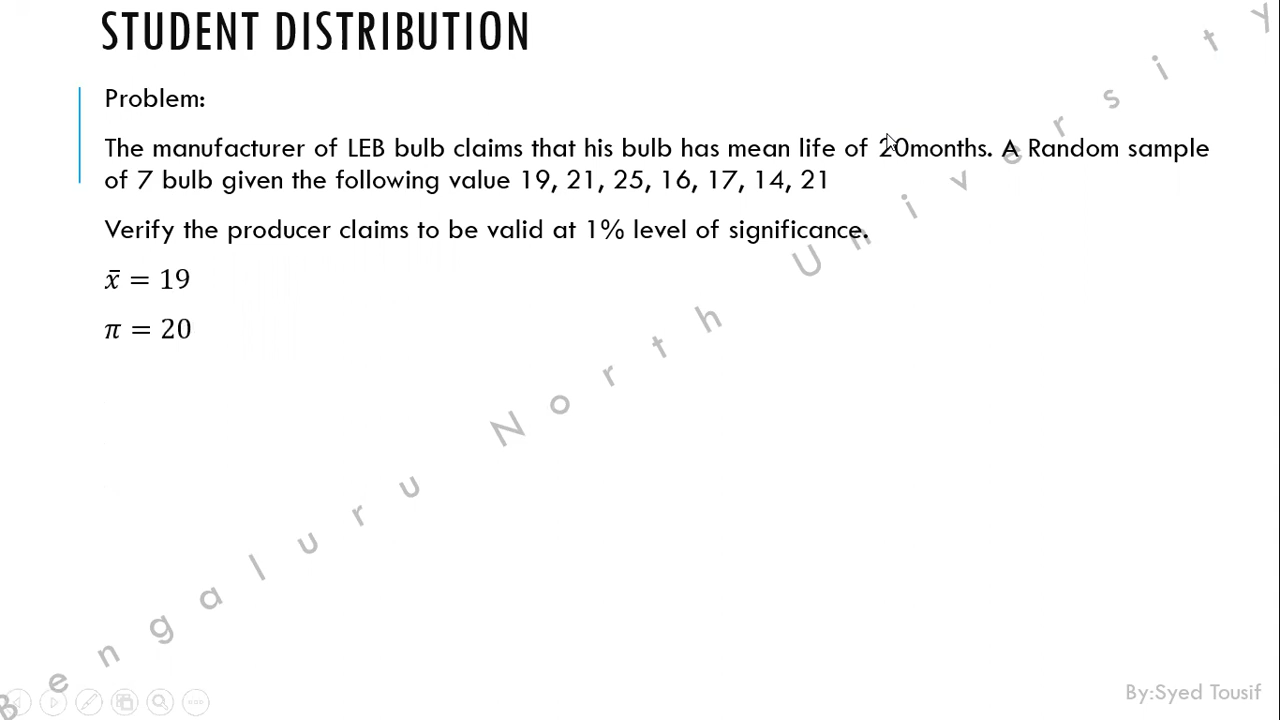 STUDENT DISTRIBUTION
Problem:
The manufacturer of LEB bulb claims that his bulb has mean life of 20months. A Random sample
of 7 bulb given the following value 19, 21, 25, 16, 17, 14, 21
Verify the producer claims to be valid at 1% level of significance.
x̄ = 19
π = 20
Bengaluru North University
By:Syed Tousif